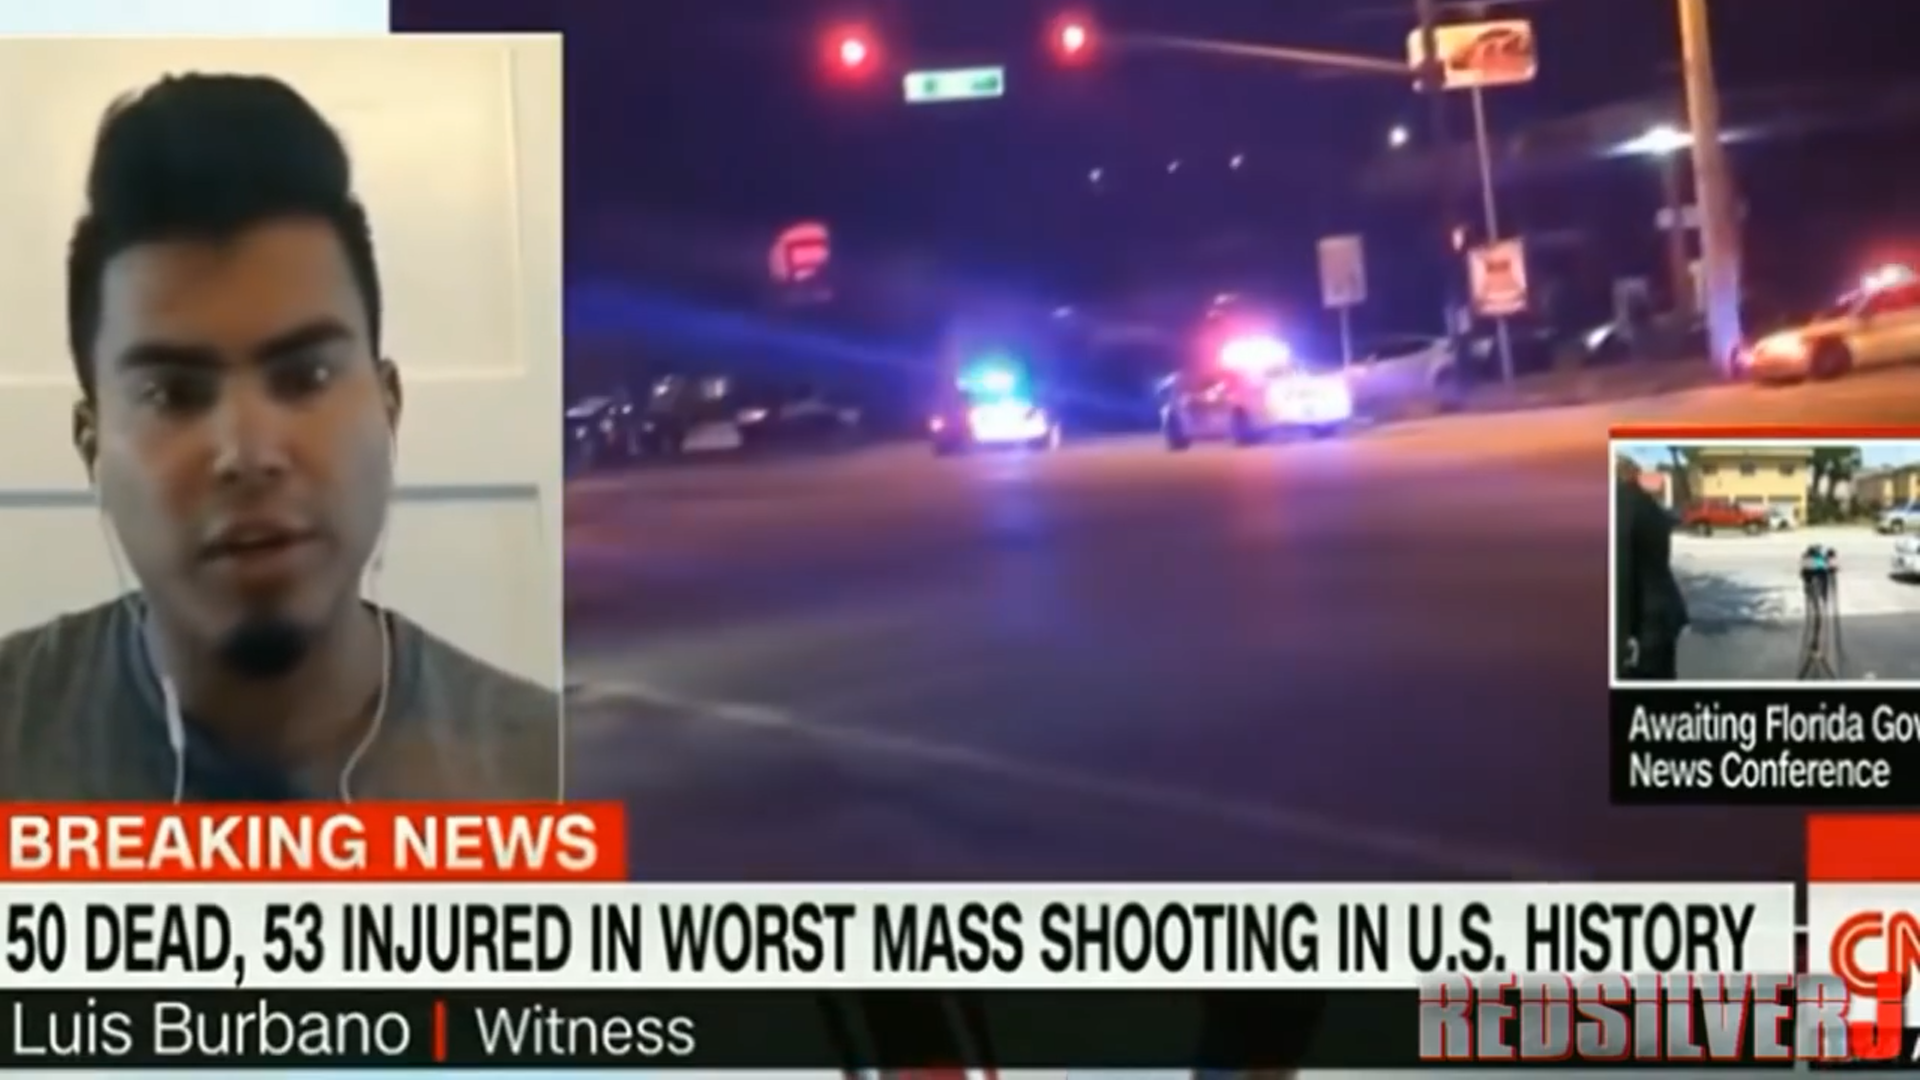 Awaiting Florida Gov
News Conference
BREAKING NEWS
50 DEAD, 53 INJURED IN WORST MASS SHOOTING IN U.S. HISTORY
CN
Luis Burbano | Witness
REDSILVERJ